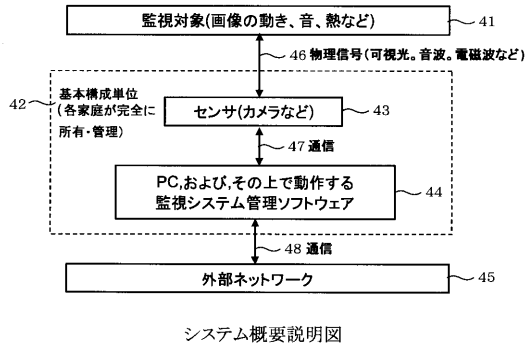 監視対象(画像の動き、音、熱など)
41
46 物理信号(可視光。音波。電磁波など)
42
基本構成単位
(各家庭が完全に
所有・管理)
センサ(カメラなど)
43
47 通信
PC,および,その上で動作する
監視システム管理ソフトウェア
44
48 通信
外部ネットワーク
45
システム概要説明図